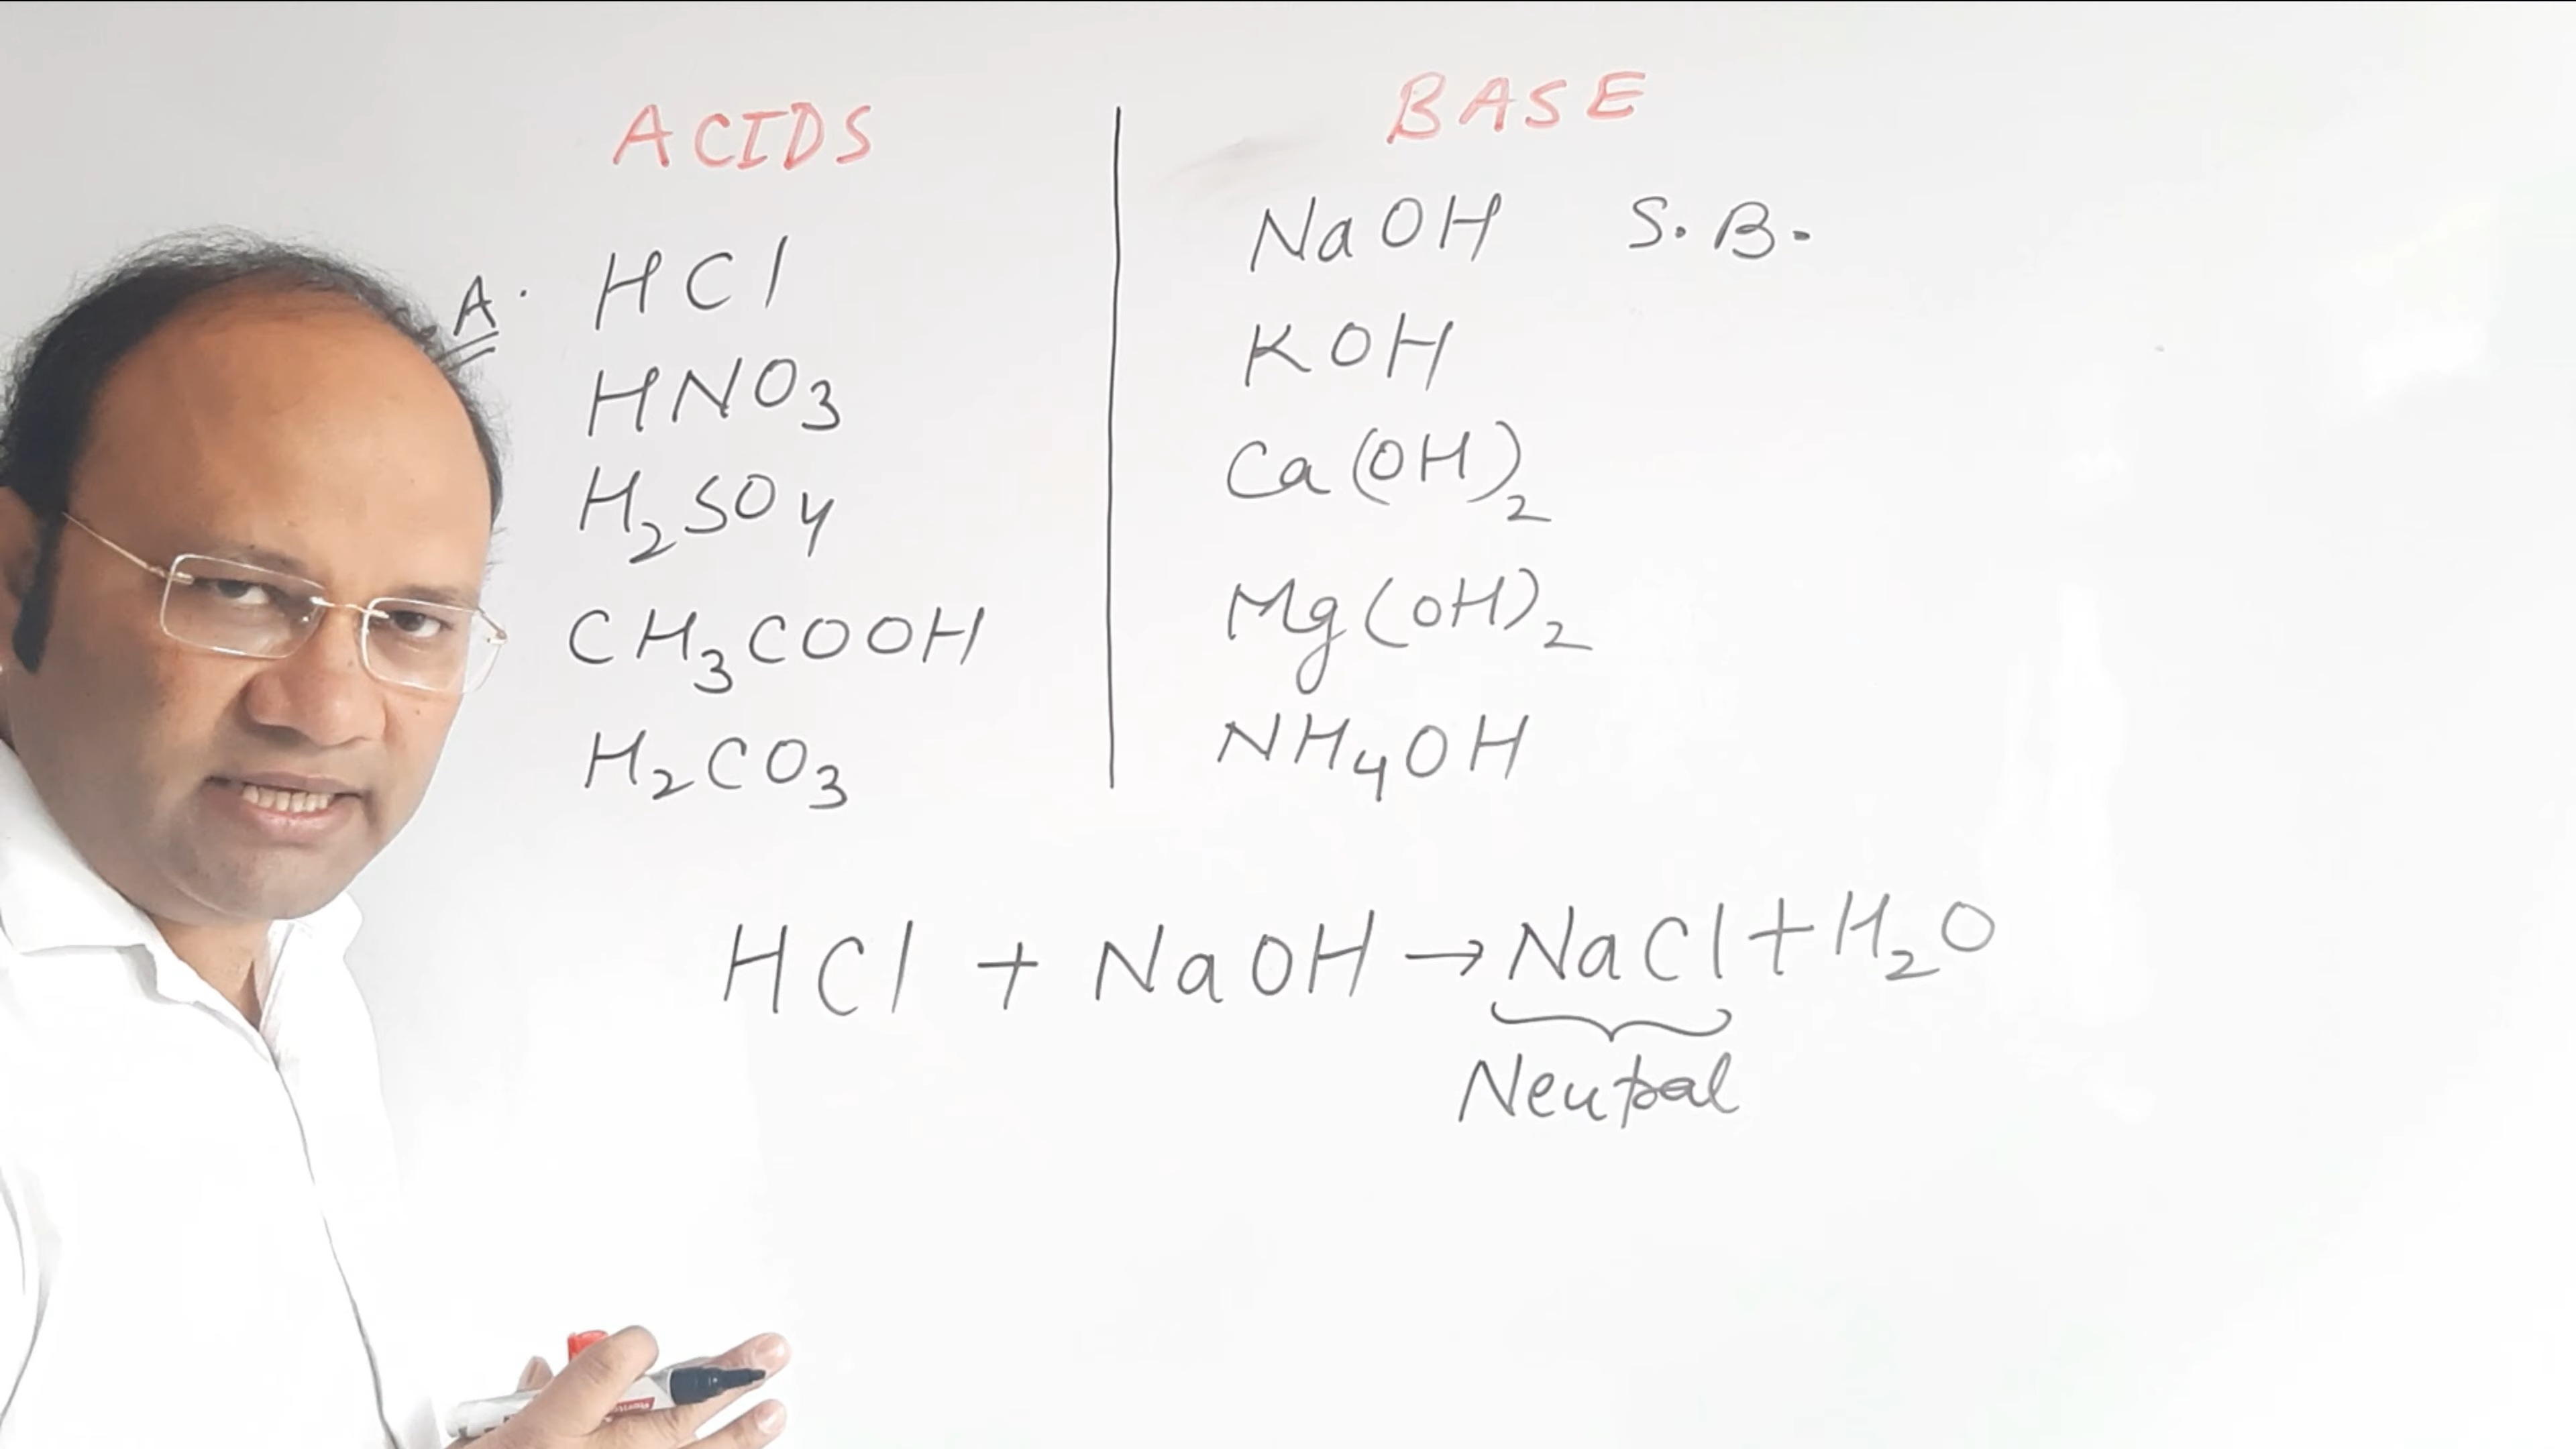 ACIDS
BASE
A. HCl
HNO3
H2SO4
CH3COOH
H2CO3
NaOH S.B.
KOH
Ca(OH)2
Mg(OH)2
NH4OH
HCl + NaOH → NaCl + H2O
Neutral